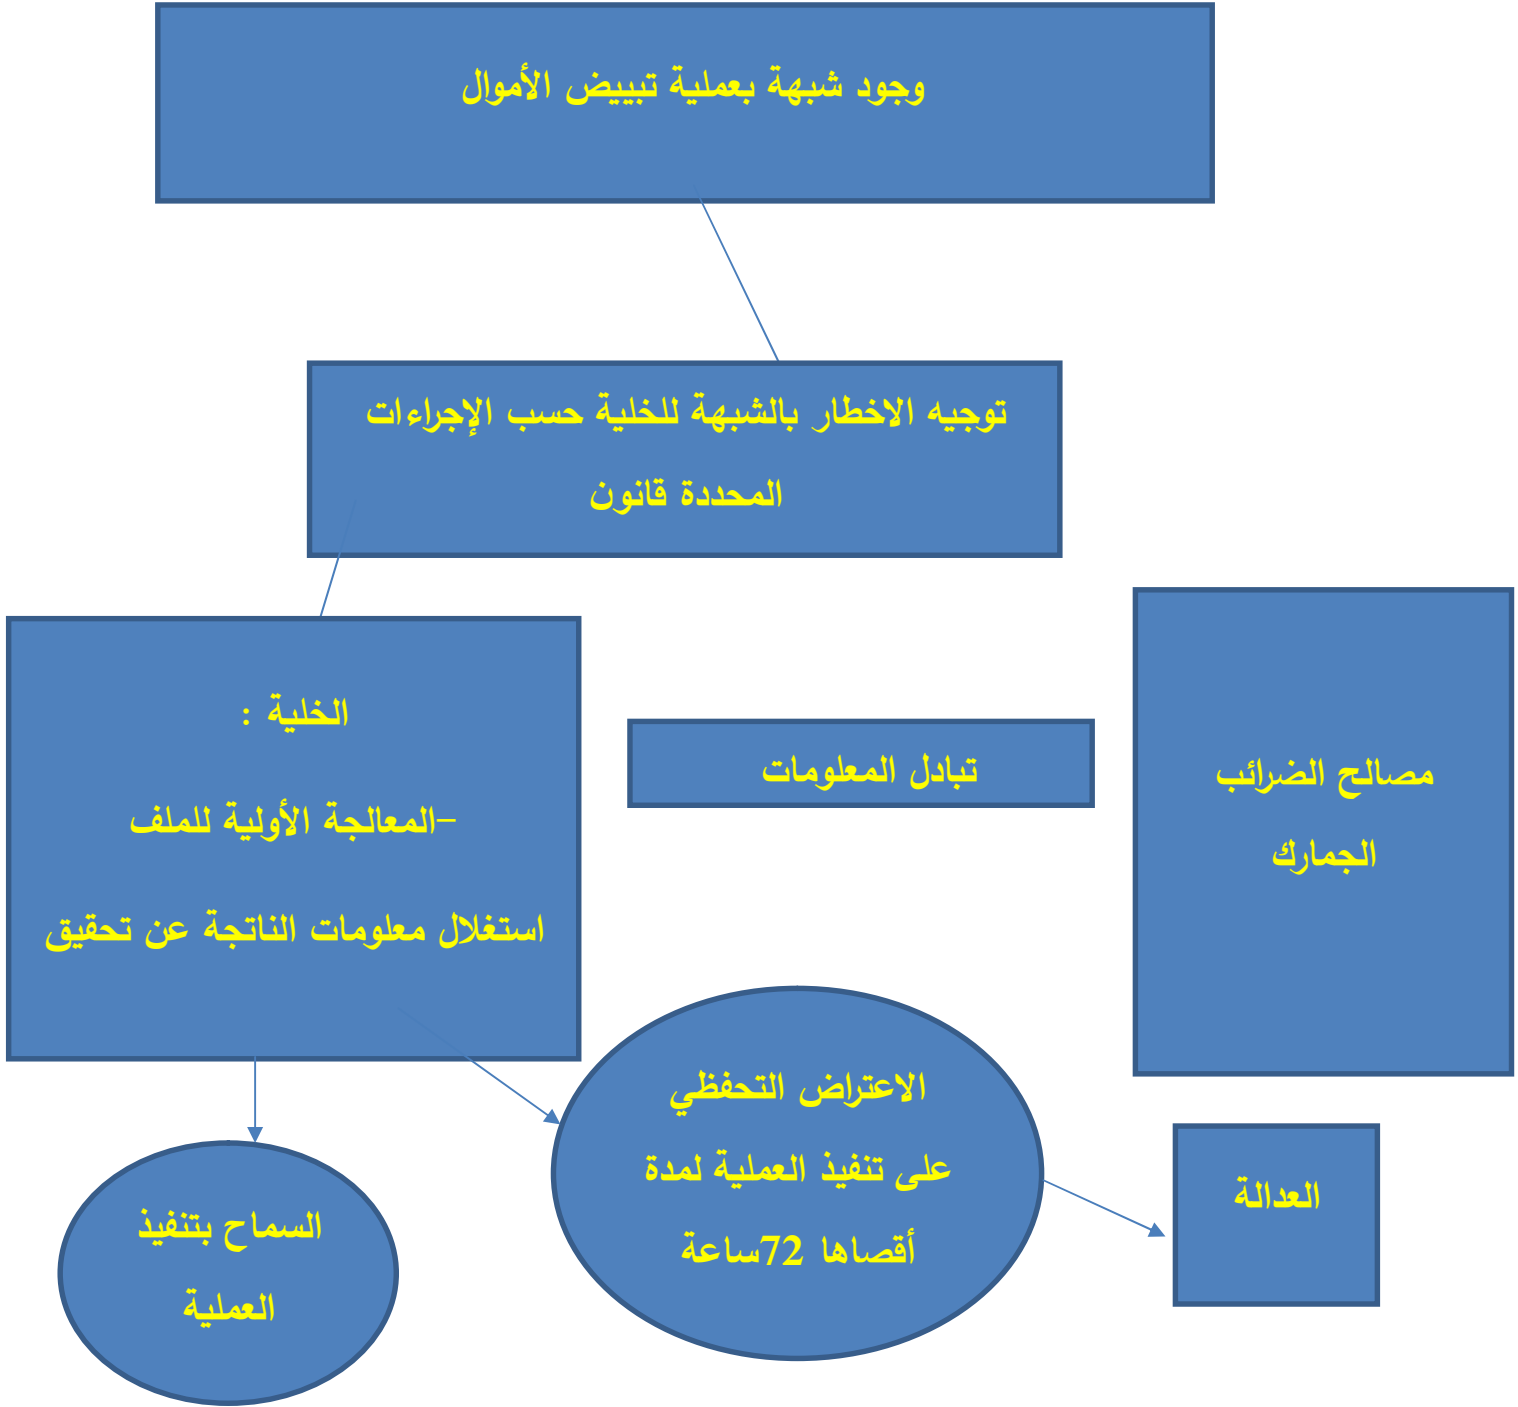 وجود شبهة بعملية تبييض الأموال
توجيه الاخطار بالشبهة للخلية حسب الإجراءات
المحددة قانون
الخلية :
-المعالجة الأولية للملف
استغلال معلومات الناتجة عن تحقيق
تبادل المعلومات
مصالح الضرائب
الجمارك
الاعتراض التحفظي
على تنفيذ العملية لمدة
أقصاها 72ساعة
العدالة
السماح بتنفيذ
العملية